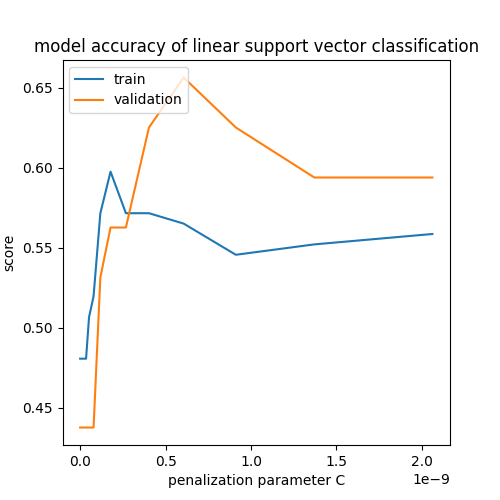 model accuracy of linear support vector classification
train
validation
0.65
0.60
0.55
0.50
0.45
score
0.0
0.5
1.0
1.5
2.0
1e−9
penalization parameter C